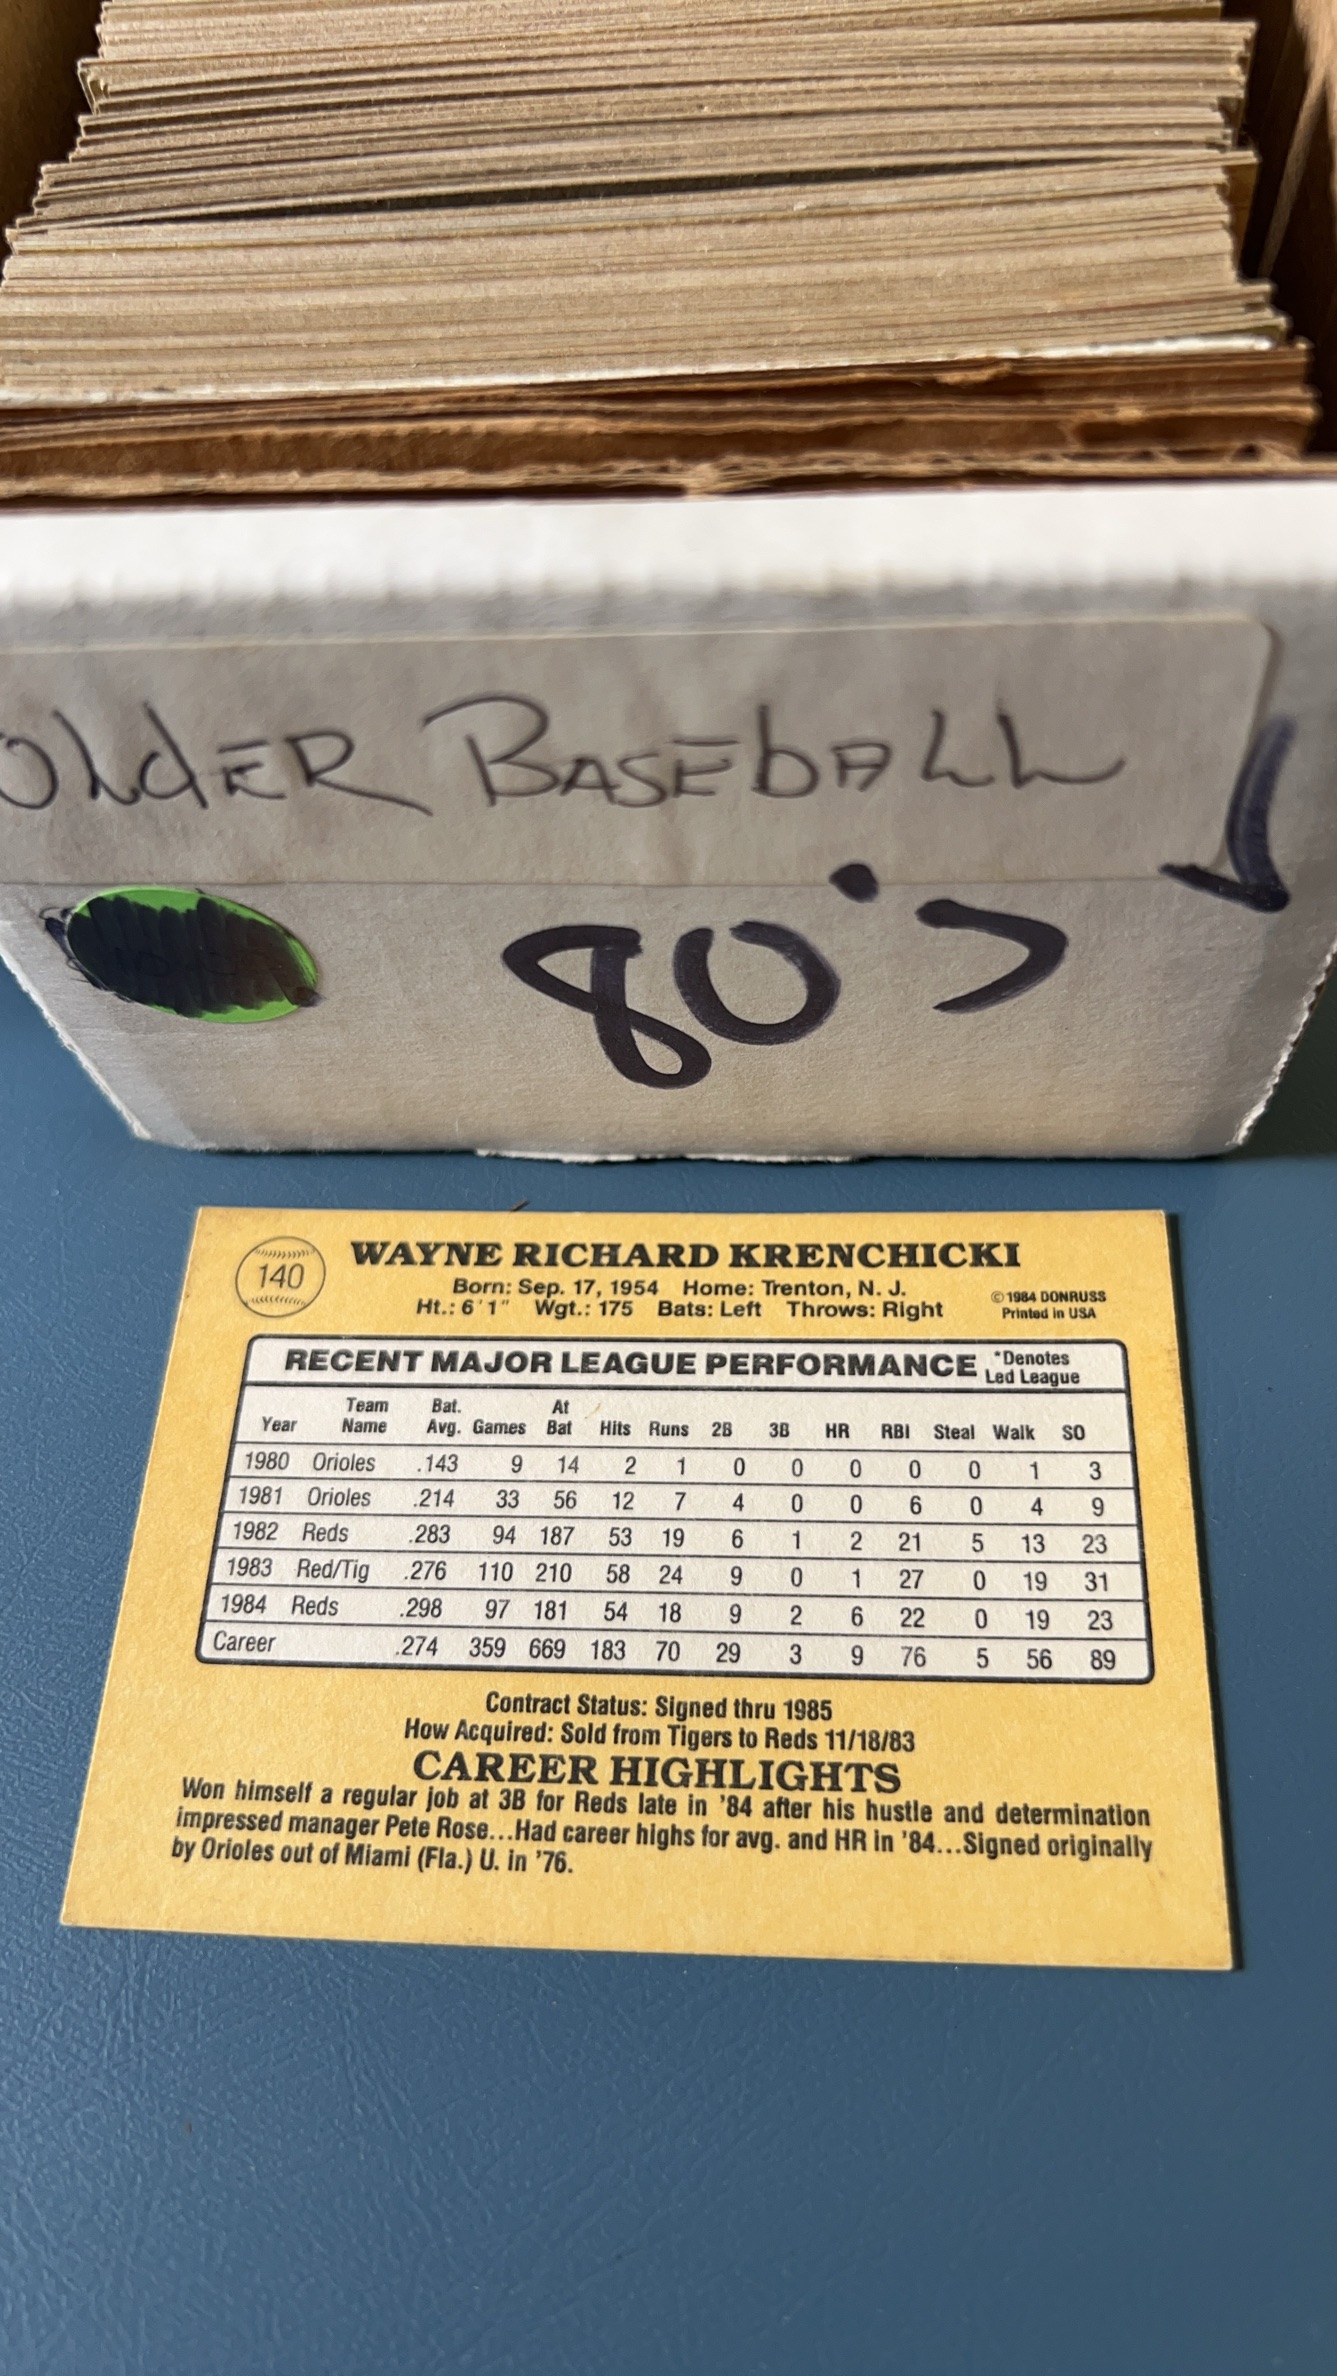 OLdER BASEbALL
80's
140
WAYNE RICHARD KRENCHICKI
Born: Sep. 17, 1954 Home: Trenton, N. J.
Ht.: 6'1" Wgt.: 175 Bats: Left Throws: Right
© 1984 DONRUSS
Printed in USA
RECENT MAJOR LEAGUE PERFORMANCE *Denotes Led League
Year Team Name Bat. Avg. Games At Bat Hits Runs 2B 3B HR RBI Steal Walk SO
1980 Orioles .143 9 14 2 1 0 0 0 0 0 1 3
1981 Orioles .214 33 56 12 7 4 0 0 6 0 4 9
1982 Reds .283 94 187 53 19 6 1 2 21 5 13 23
1983 Red/Tig .276 110 210 58 24 9 0 1 27 0 19 31
1984 Reds .298 97 181 54 18 9 2 6 22 0 19 23
Career .274 359 669 183 70 29 3 9 76 5 56 89
Contract Status: Signed thru 1985
How Acquired: Sold from Tigers to Reds 11/18/83
CAREER HIGHLIGHTS
Won himself a regular job at 3B for Reds late in '84 after his hustle and determination
impressed manager Pete Rose...Had career highs for avg. and HR in '84...Signed originally
by Orioles out of Miami (Fla.) U. in '76.